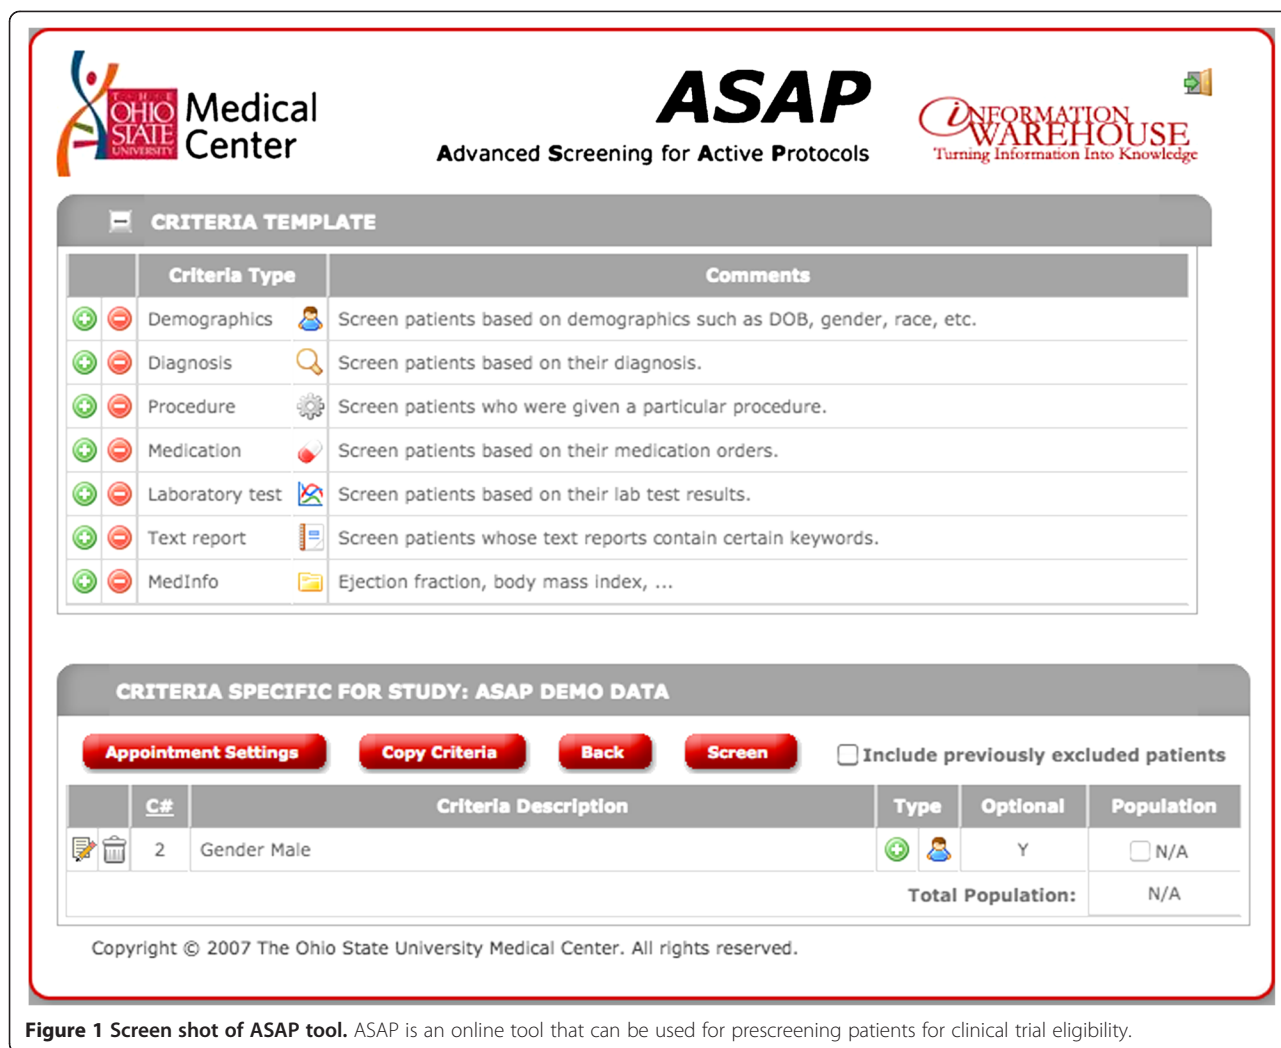 T · H · E
OHIO
STATE
UNIVERSITY
Medical
Center
ASAP
Advanced Screening for Active Protocols
INFORMATION
WAREHOUSE
Turning Information Into Knowledge
CRITERIA TEMPLATE
Criteria Type Comments
Demographics Screen patients based on demographics such as DOB, gender, race, etc.
Diagnosis Screen patients based on their diagnosis.
Procedure Screen patients who were given a particular procedure.
Medication Screen patients based on their medication orders.
Laboratory test Screen patients based on their lab test results.
Text report Screen patients whose text reports contain certain keywords.
MedInfo Ejection fraction, body mass index, ...
CRITERIA SPECIFIC FOR STUDY: ASAP DEMO DATA
Appointment Settings Copy Criteria Back Screen Include previously excluded patients
C# Criteria Description Type Optional Population
2 Gender Male Y N/A
Total Population: N/A
Copyright © 2007 The Ohio State University Medical Center. All rights reserved.
Figure 1 Screen shot of ASAP tool. ASAP is an online tool that can be used for prescreening patients for clinical trial eligibility.